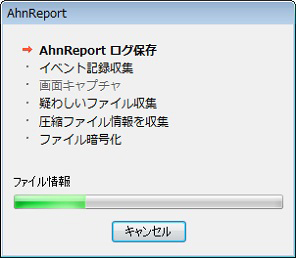 AhnReport
AhnReport ログ保存
イベント記録収集
画面キャプチャ
疑わしいファイル収集
圧縮ファイル情報を収集
ファイル暗号化
ファイル情報
キャンセル